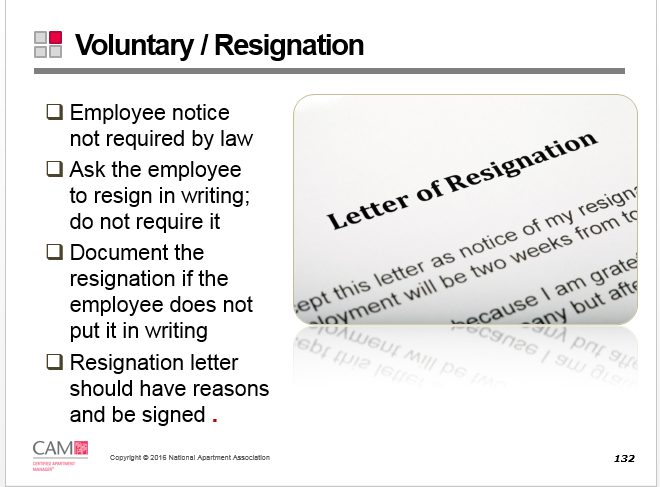 Voluntary / Resignation
Employee notice
not required by law
Ask the employee
to resign in writing;
do not require it
Document the
resignation if the
employee does not
put it in writing
Resignation letter
should have reasons
and be signed .
Letter of Resignation
ept this letter as notice of my resign
ployment will be two weeks from to
because I am grate
pany but afte
CAM
CERTIFIED APARTMENT
MANAGER®
Copyright © 2016 National Apartment Association
132